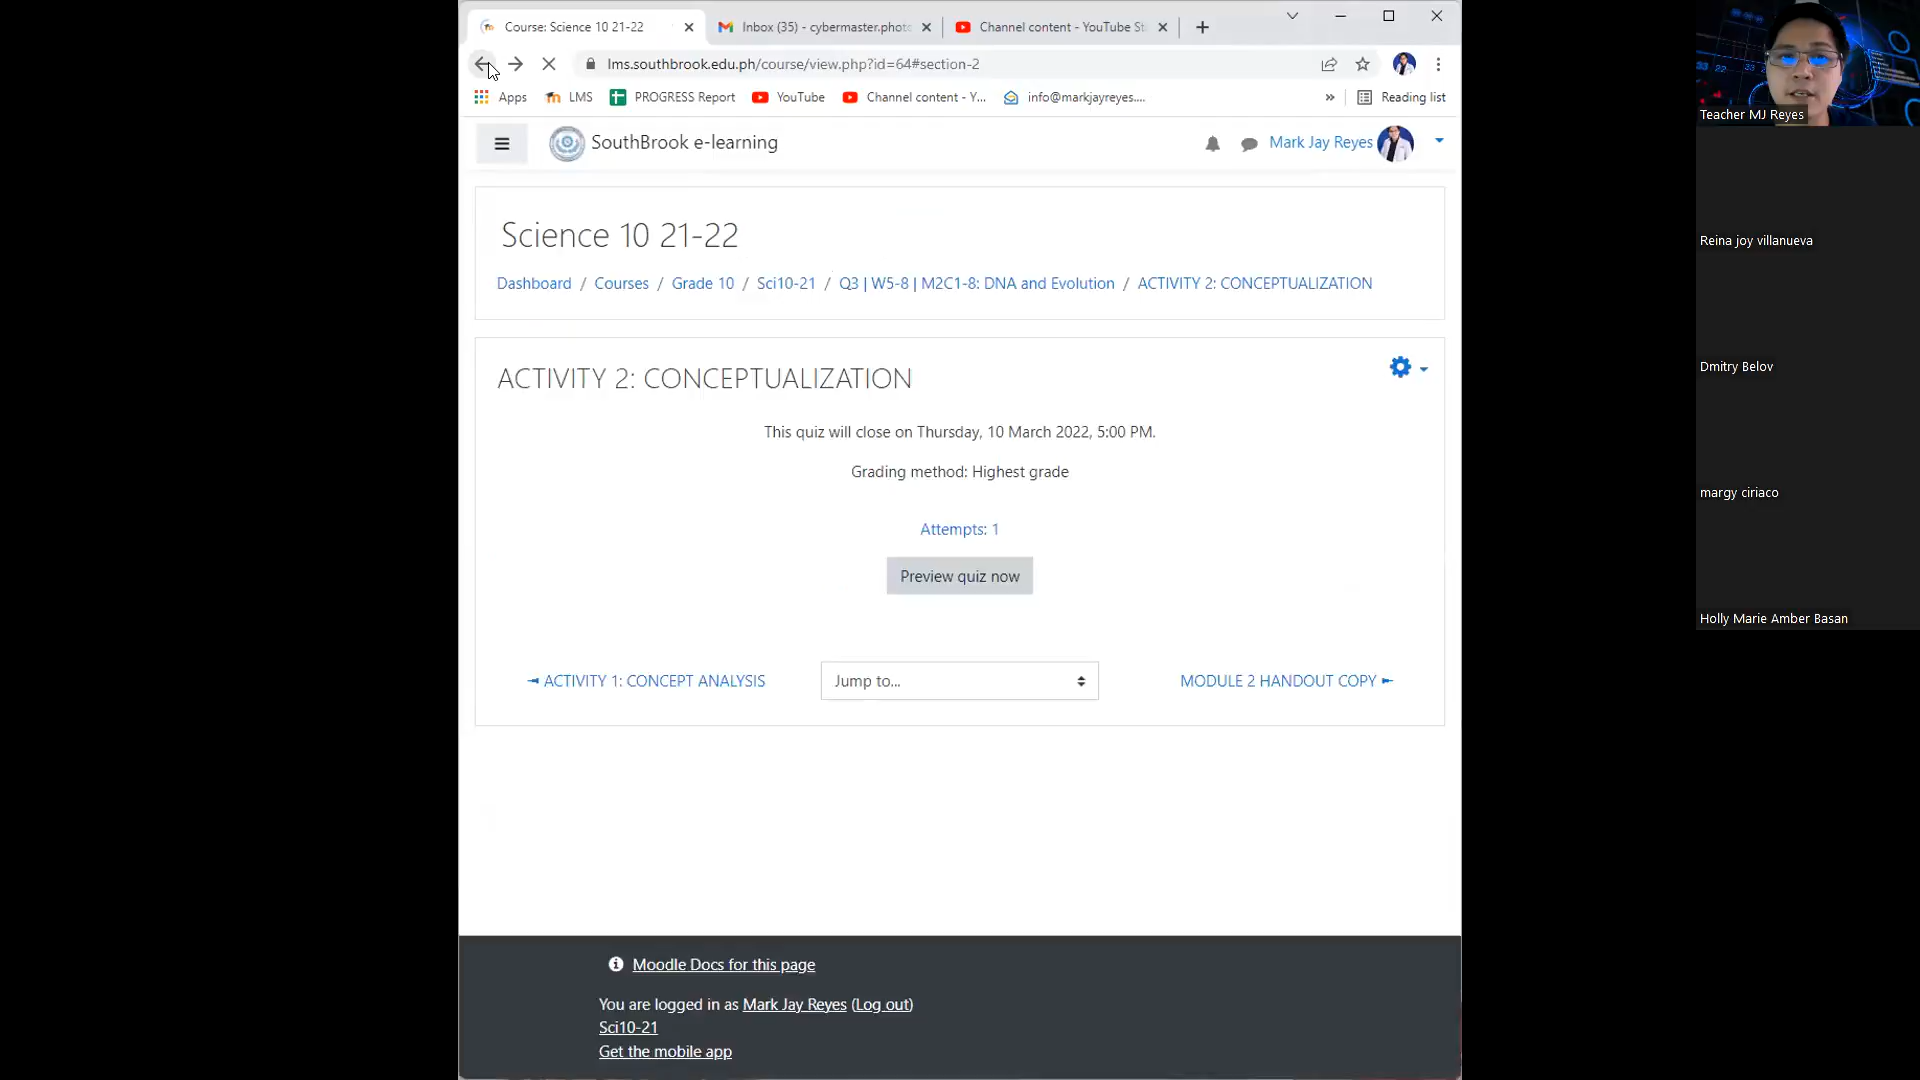 Course: Science 10 21-22
Inbox (35) - cybermaster.photo
Channel content - YouTube St
lms.southbrook.edu.ph/course/view.php?id=64#section-2
Apps
LMS
PROGRESS Report
YouTube
Channel content - Y...
info@markjayreyes....
»
Reading list
SouthBrook e-learning
Mark Jay Reyes
Science 10 21-22
Dashboard / Courses / Grade 10 / Sci10-21 / Q3 | W5-8 | M2C1-8: DNA and Evolution / ACTIVITY 2: CONCEPTUALIZATION
ACTIVITY 2: CONCEPTUALIZATION
This quiz will close on Thursday, 10 March 2022, 5:00 PM.
Grading method: Highest grade
Attempts: 1
Preview quiz now
◄ ACTIVITY 1: CONCEPT ANALYSIS
Jump to...
MODULE 2 HANDOUT COPY ►
Moodle Docs for this page
You are logged in as Mark Jay Reyes (Log out)
Sci10-21
Get the mobile app
Teacher MJ Reyes
Reina joy villanueva
Dmitry Belov
margy ciriaco
Holly Marie Amber Basan